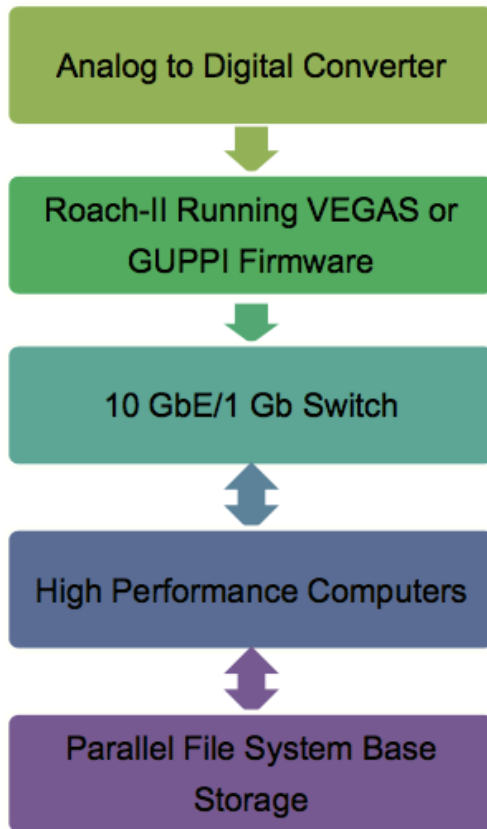 Analog to Digital Converter
Roach-II Running VEGAS or
GUPPI Firmware
10 GbE/1 Gb Switch
High Performance Computers
Parallel File System Base
Storage